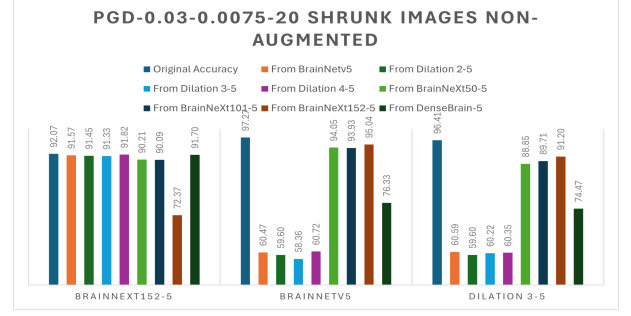 PGD-0.03-0.0075-20 SHRUNK IMAGES NON-
AUGMENTED
Original Accuracy From BrainNetv5 From Dilation 2-5
From Dilation 3-5 From Dilation 4-5 From BrainNeXt50-5
From BrainNeXt101-5 From BrainNeXt152-5 From DenseBrain-5
92.07 91.57 91.45 91.33 91.82 90.21 90.09 72.37 91.70
97.27 60.47 59.60 58.36 60.72 94.05 93.93 95.04 76.33
96.41 60.59 59.60 60.22 60.35 88.85 89.71 91.20 74.47
BRAINNEXT152-5 BRAINNETV5 DILATION 3-5